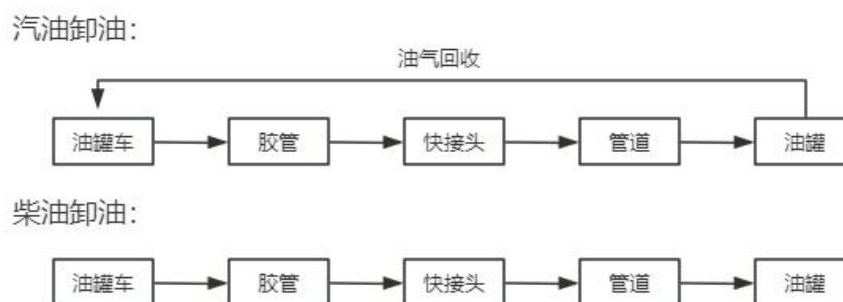 汽油卸油：
油气回收
油罐车 胶管 快接头 管道 油罐
柴油卸油：
油罐车 胶管 快接头 管道 油罐